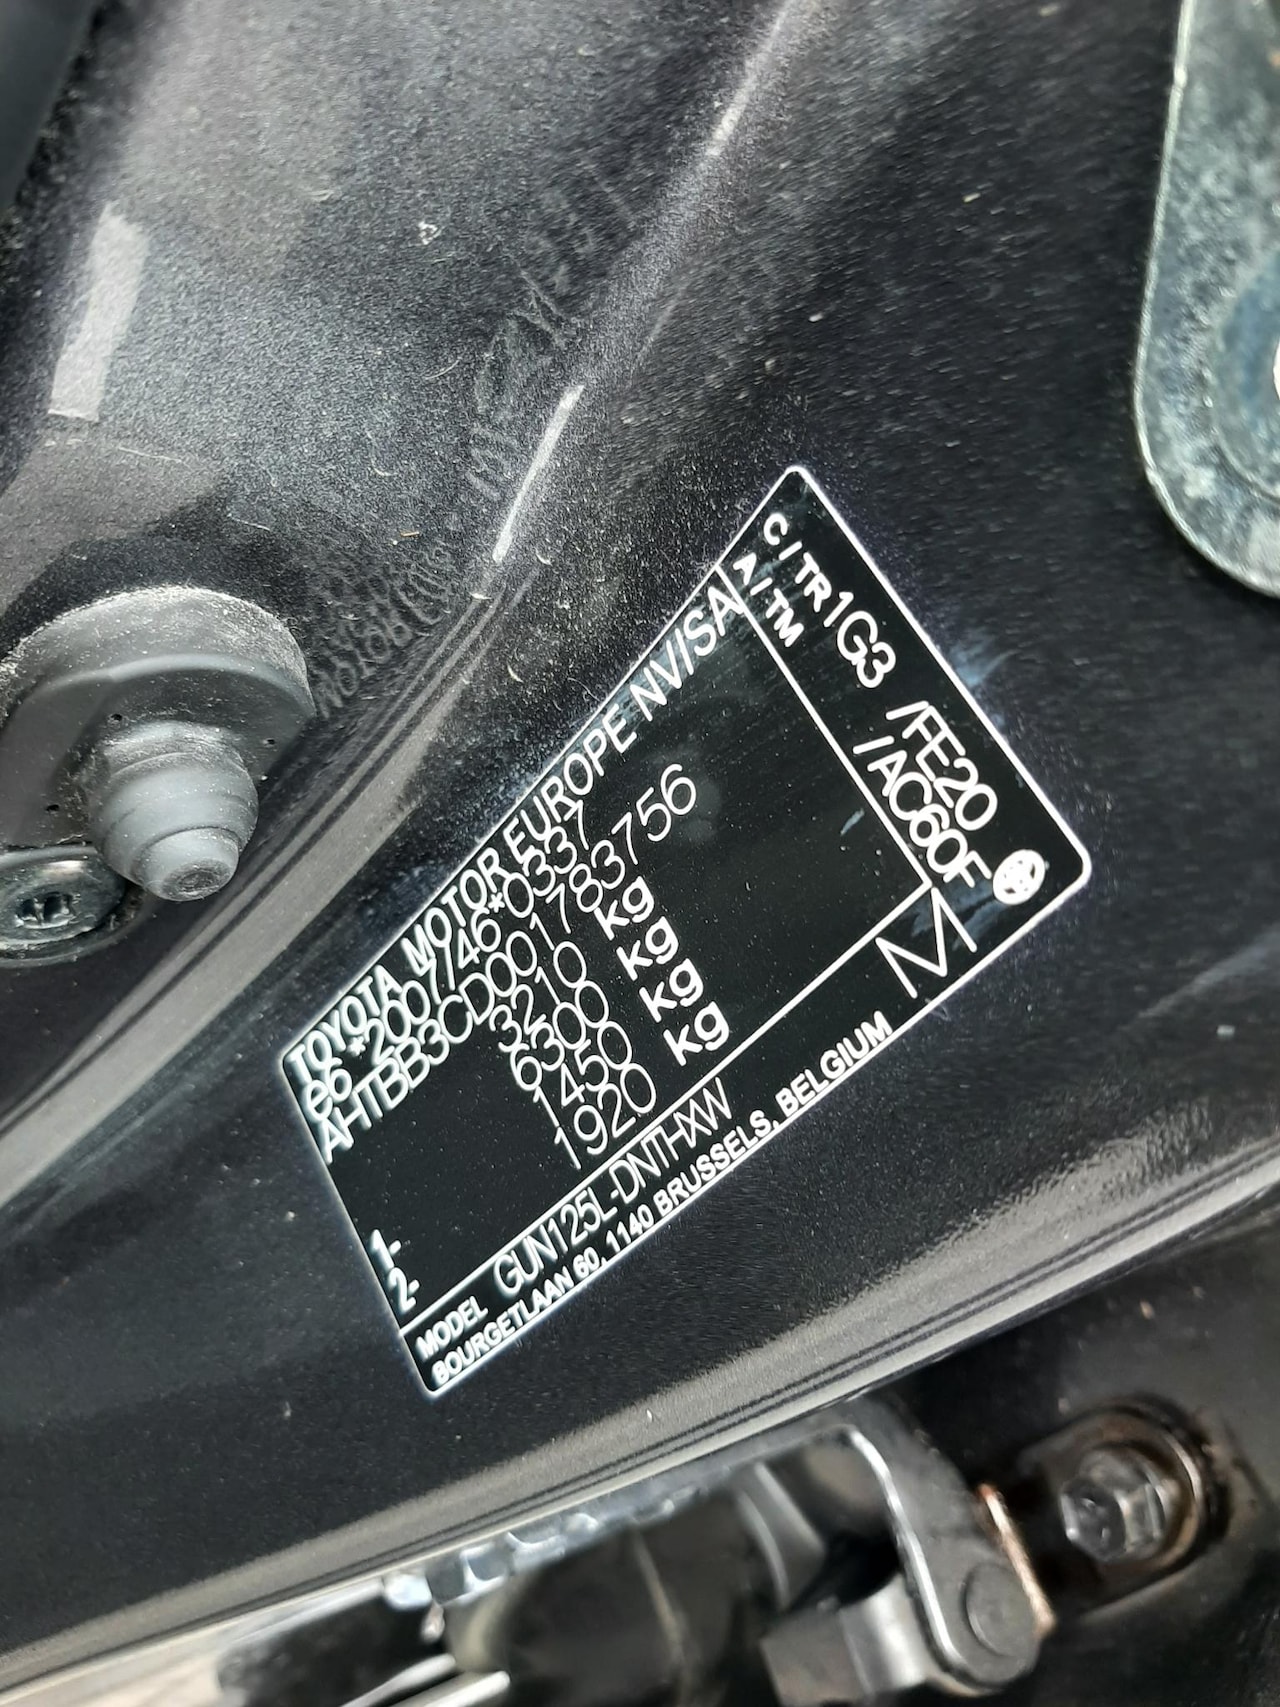 TOYOTA MOTOR EUROPE NV/SA
e6 *2007/46*0337
AHTBB3CD001783756
3210 kg
6300 kg
1- 1450 kg
2- 1920 kg
C/TR 1G3 /FE20
A/TM /AC60F
MODEL GUN125L-DNTHXW
M
BOURGETLAAN 60, 1140 BRUSSELS, BELGIUM